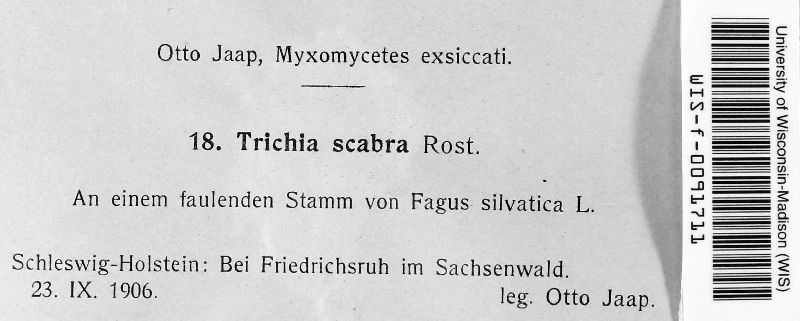 Otto Jaap, Myxomycetes exsiccati.
18. Trichia scabra Rost.
An einem faulenden Stamm von Fagus silvatica L.
Schleswig-Holstein: Bei Friedrichsruh im Sachsenwald.
23. IX. 1906.
leg. Otto Jaap.
WIS-f-0091711
University of Wisconsin-Madison (WIS)